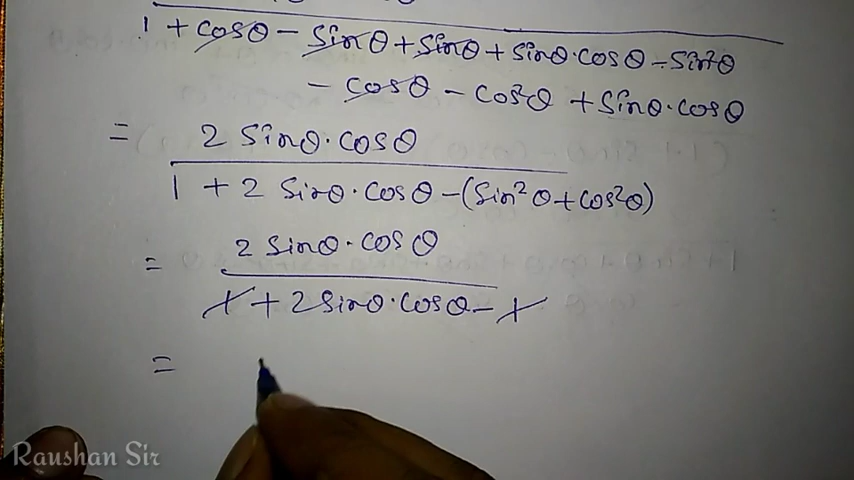 1 + cosθ - sinθ + sinθ + sinθ·cosθ - sin²θ
- cosθ - cos²θ + sinθ·cosθ
= 2 sinθ·cosθ
1 + 2 sinθ·cosθ - (sin²θ + cos²θ)
= 2 sinθ·cosθ
1 + 2 sinθ·cosθ - 1
=
Raushan Sir